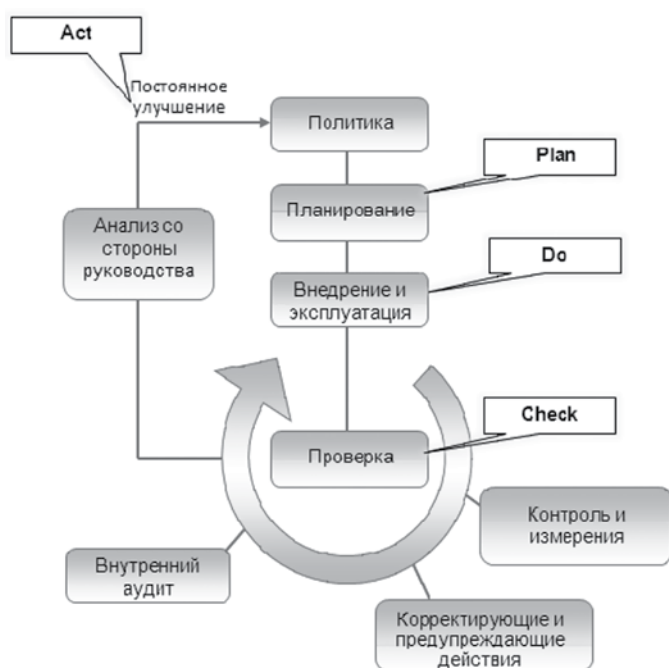 Act
Постоянное
улучшение
Политика
Plan
Планирование
Анализ со
стороны
руководства
Do
Внедрение и
эксплуатация
Check
Проверка
Контроль и
измерения
Внутренний
аудит
Корректирующие и
предупреждающие
действия